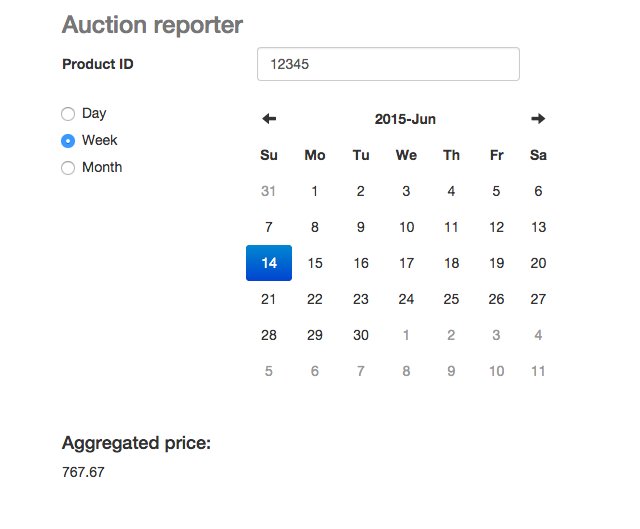 Auction reporter
Product ID 12345
Day
Week
Month
2015-Jun
Su Mo Tu We Th Fr Sa
31 1 2 3 4 5 6
7 8 9 10 11 12 13
14 15 16 17 18 19 20
21 22 23 24 25 26 27
28 29 30 1 2 3 4
5 6 7 8 9 10 11
Aggregated price:
767.67